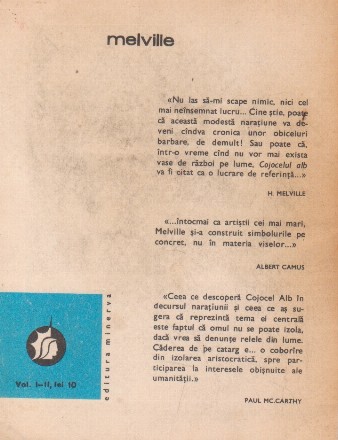 melville
«Nu las să-mi scape nimic, nici cel
mai neînsemnat lucru... Cine știe, poate
că această modestă narațiune va de-
veni cîndva cronica unor obiceiuri
barbare, de demult! Sau poate că,
într-o vreme cînd nu vor mai exista
vase de război pe lume, Cojocelul alb
va fi citat ca o lucrare de referință...»
H. MELVILLE
«...întocmai ca artiștii cei mai mari,
Melville și-a construit simbolurile pe
concret, nu în materia viselor...»
ALBERT CAMUS
«Ceea ce descoperă Cojocel Alb în
decursul narațiunii și ceea ce aș su-
gera că reprezintă tema ei centrală
este faptul că omul nu se poate izola,
dacă vrea să denunțe relele din lume.
Căderea de pe catarg e... o coborîre
din izolarea aristocratică, spre par-
ticiparea la interesele obișnuite ale
umanității.»
PAUL MC.CARTHY
editura minerva
Vol. I-II, lei 10